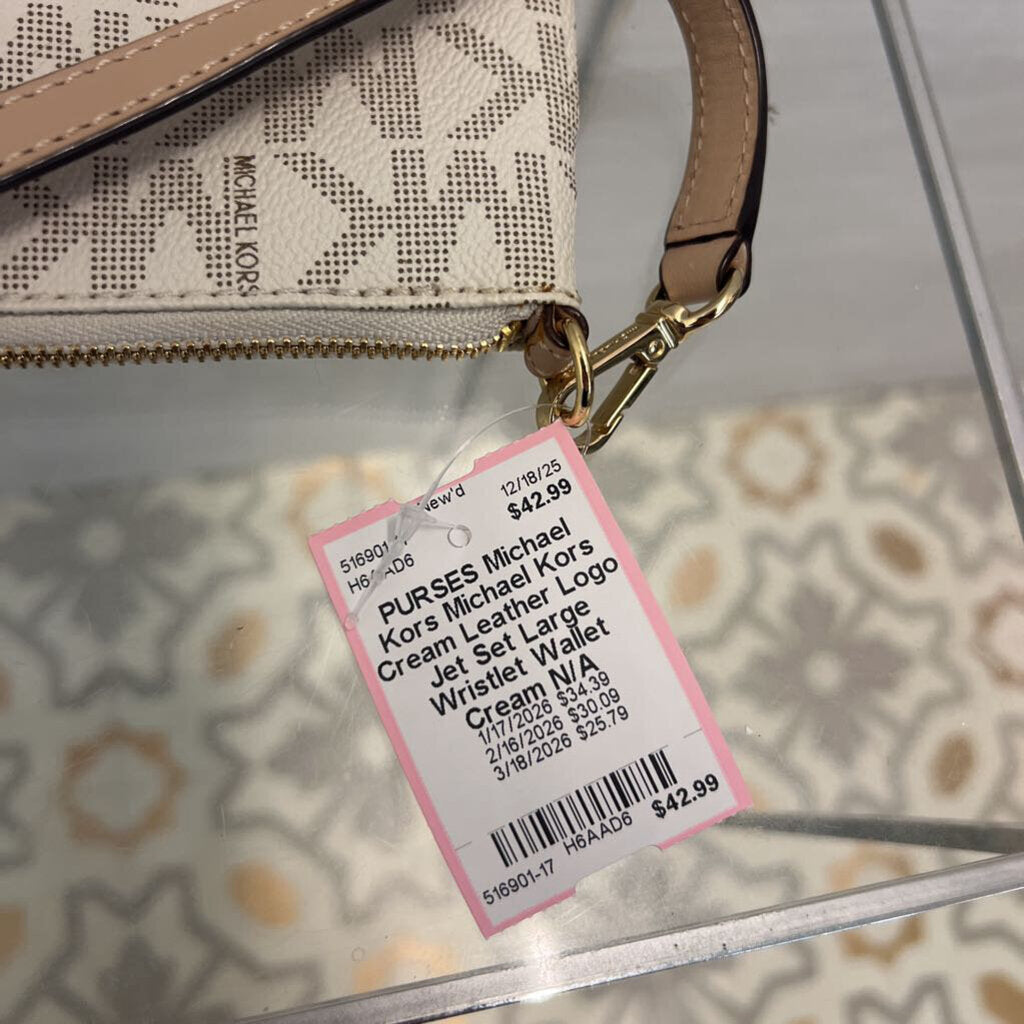 MICHAEL KORS
New'd
12/18/25
$42.99
516901-17
H6AAD6
PURSES Michael
Kors Michael Kors
Cream Leather Logo
Jet Set Large
Wristlet Wallet
Cream N/A
1/17/2026 $34.39
2/16/2026 $30.09
3/18/2026 $25.79
516901-17 H6AAD6 $42.99